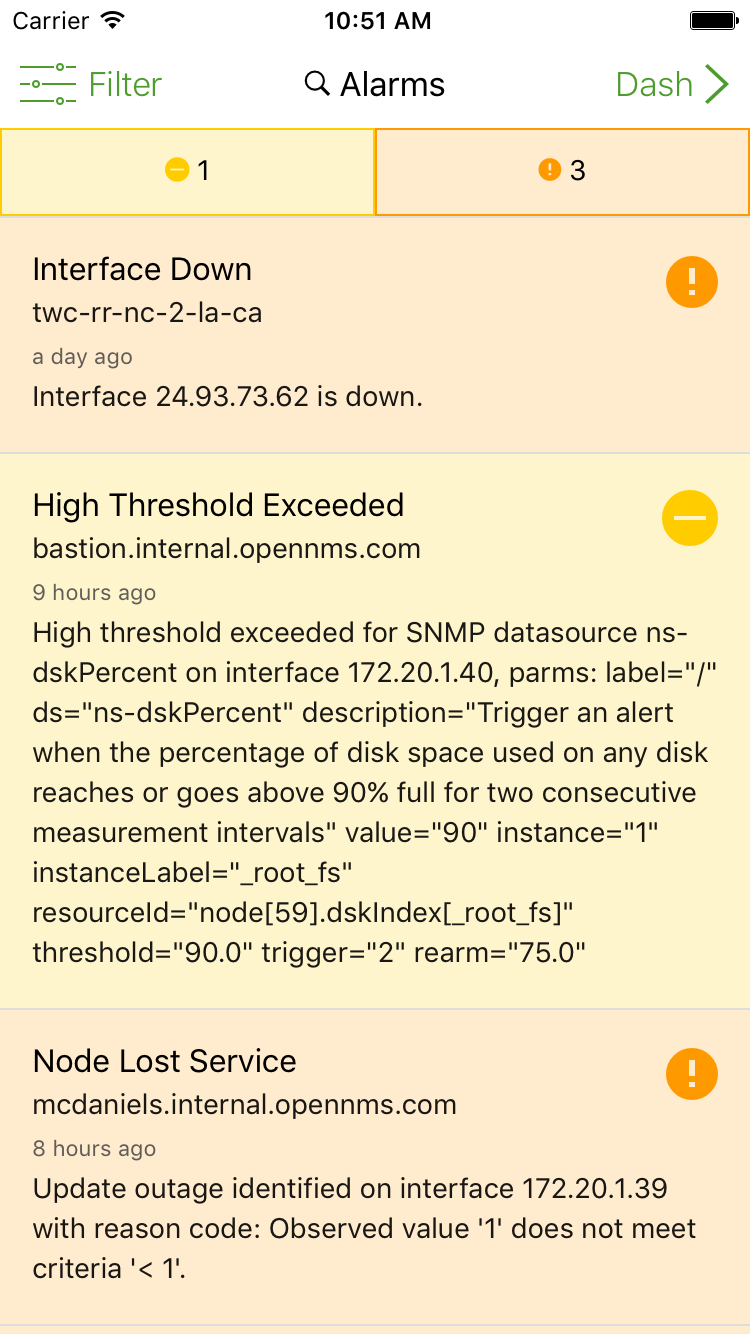 Carrier 10:51 AM
Filter Alarms Dash
1 3
Interface Down
twc-rr-nc-2-la-ca
a day ago
Interface 24.93.73.62 is down.
High Threshold Exceeded
bastion.internal.opennms.com
9 hours ago
High threshold exceeded for SNMP datasource ns-
dskPercent on interface 172.20.1.40, parms: label="/"
ds="ns-dskPercent" description="Trigger an alert
when the percentage of disk space used on any disk
reaches or goes above 90% full for two consecutive
measurement intervals" value="90" instance="1"
instanceLabel="_root_fs"
resourceId="node[59].dskIndex[_root_fs]"
threshold="90.0" trigger="2" rearm="75.0"
Node Lost Service
mcdaniels.internal.opennms.com
8 hours ago
Update outage identified on interface 172.20.1.39
with reason code: Observed value '1' does not meet
criteria '< 1'.